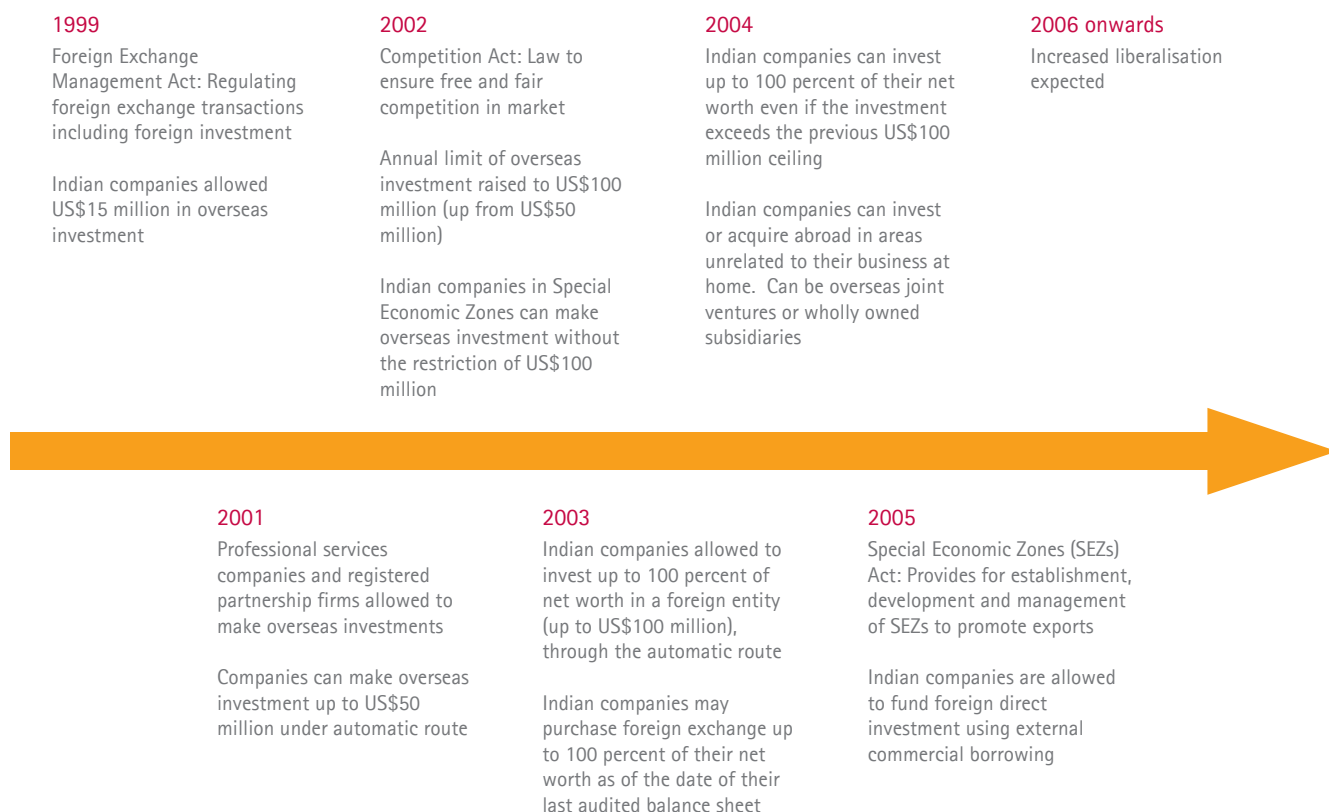 1999
Foreign Exchange
Management Act: Regulating
foreign exchange transactions
including foreign investment
Indian companies allowed
US$15 million in overseas
investment
2002
Competition Act: Law to
ensure free and fair
competition in market
Annual limit of overseas
investment raised to US$100
million (up from US$50
million)
Indian companies in Special
Economic Zones can make
overseas investment without
the restriction of US$100
million
2004
Indian companies can invest
up to 100 percent of their net
worth even if the investment
exceeds the previous US$100
million ceiling
Indian companies can invest
or acquire abroad in areas
unrelated to their business at
home. Can be overseas joint
ventures or wholly owned
subsidiaries
2006 onwards
Increased liberalisation
expected
2001
Professional services
companies and registered
partnership firms allowed to
make overseas investments
Companies can make overseas
investment up to US$50
million under automatic route
2003
Indian companies allowed to
invest up to 100 percent of
net worth in a foreign entity
(up to US$100 million),
through the automatic route
Indian companies may
purchase foreign exchange up
to 100 percent of their net
worth as of the date of their
last audited balance sheet
2005
Special Economic Zones (SEZs)
Act: Provides for establishment,
development and management
of SEZs to promote exports
Indian companies are allowed
to fund foreign direct
investment using external
commercial borrowing